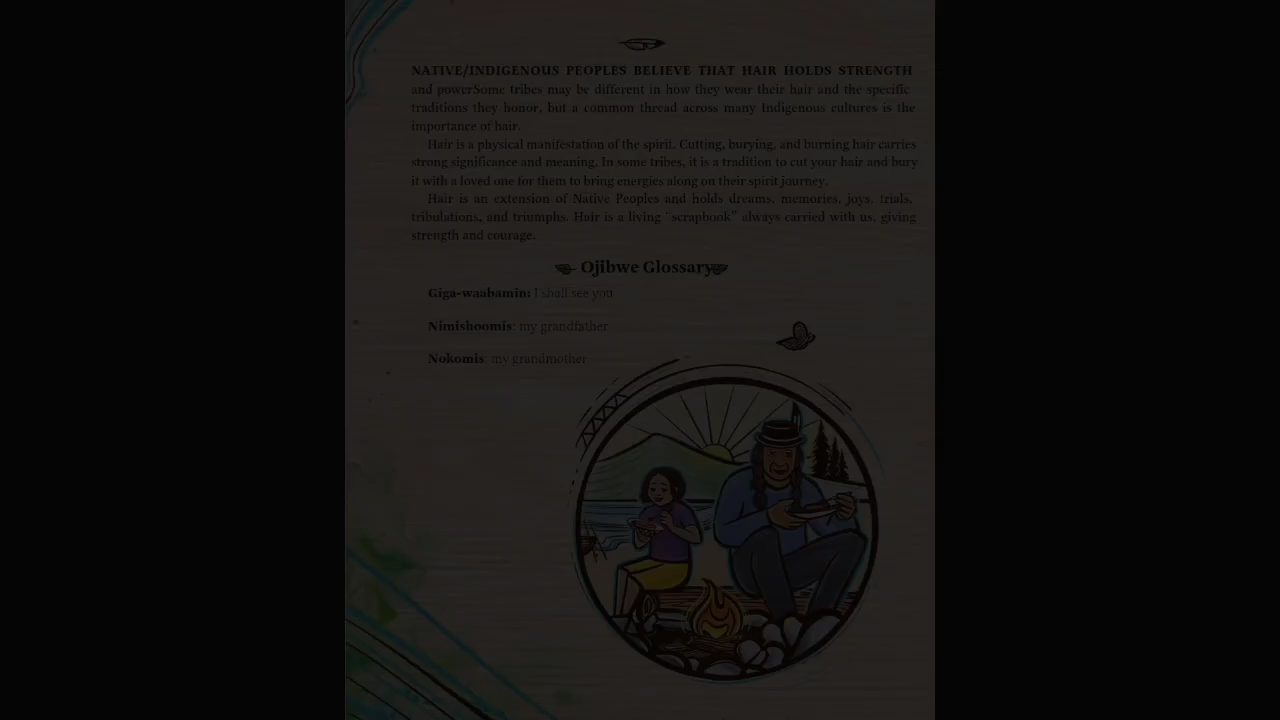 NATIVE/INDIGENOUS PEOPLES BELIEVE THAT HAIR HOLDS STRENGTH
and powerSome tribes may be different in how they wear their hair and the specific
traditions they honor, but a common thread across many Indigenous cultures is the
importance of hair.
Hair is a physical manifestation of the spirit. Cutting, burying, and burning hair carries
strong significance and meaning. In some tribes, it is a tradition to cut your hair and bury
it with a loved one for them to bring energies along on their spirit journey.
Hair is an extension of Native Peoples and holds dreams, memories, joys, trials,
tribulations, and triumphs. Hair is a living "scrapbook" always carried with us, giving
strength and courage.
Ojibwe Glossary
Giga-waabamin: I shall see you
Nimishoomis: my grandfather
Nokomis: my grandmother